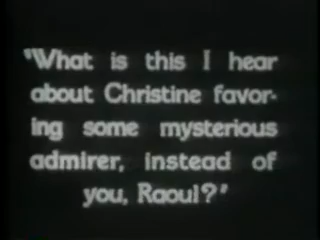 "What is this I hear
about Christine favor-
ing some mysterious
admirer, instead of
you, Raoul?"